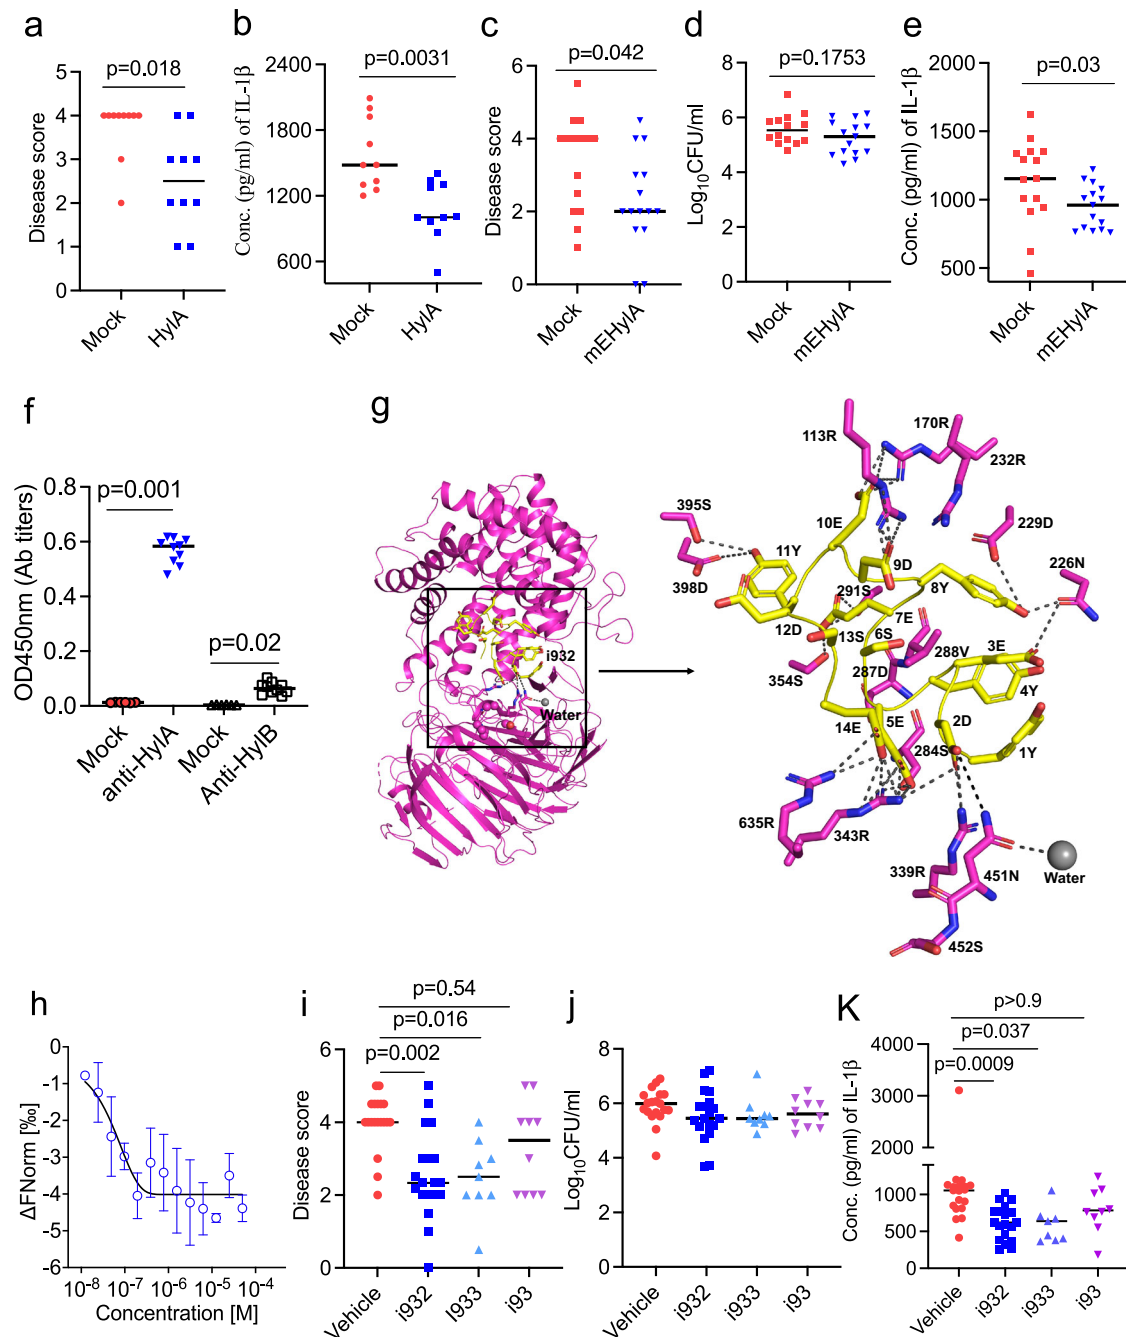 a
p=0.018
Disease score
5
4
3
2
1
0
Mock
HylA
b
p=0.0031
Conc. (pg/ml) of IL-1β
2400
1800
1200
600
Mock
HylA
c
p=0.042
Disease score
6
4
2
0
Mock
mEHylA
d
p=0.1753
Log10CFU/ml
8
6
4
2
0
Mock
mEHylA
e
p=0.03
Conc. (pg/ml) of IL-1β
2000
1500
1000
500
Mock
mEHylA
f
p=0.001
p=0.02
OD450nm (Ab titers)
0.8
0.6
0.4
0.2
0.0
Mock
anti-HylA
Mock
Anti-HylB
g
i932
Water
113R
170R
232R
395S
10E
229D
11Y
9D
226N
398D
291S
8Y
7E
12D
13S
6S
3E
288V
354S
287D
4Y
5E
2D
14E
1Y
284S
635R
343R
339R
451N
Water
452S
h
ΔFNorm [‰]
0
-1
-2
-3
-4
-5
-6
10-8
10-7
10-6
10-5
10-4
Concentration [M]
i
p=0.54
p=0.016
p=0.002
Disease score
6
4
2
0
Vehicle
i932
i933
i93
j
Log10CFU/ml
8
6
4
2
0
Vehicle
i932
i933
i93
K
p>0.9
p=0.037
p=0.0009
Conc. (pg/ml) of IL-1β
4000
3000
2000
1000
500
0
Vehicle
i932
i933
i93